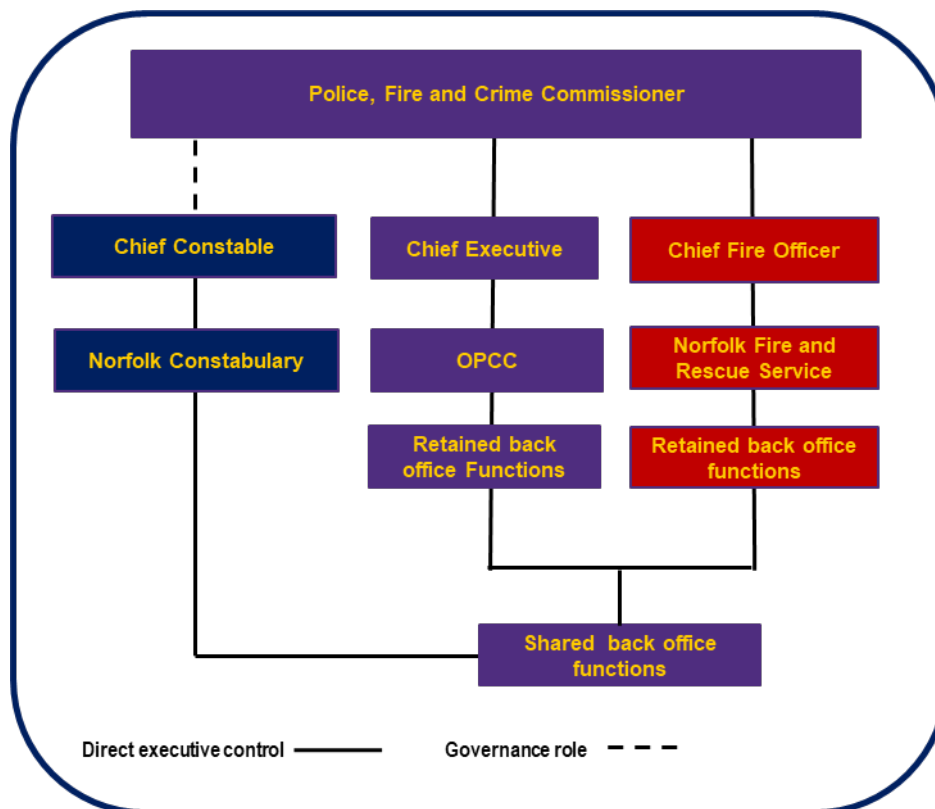 Police, Fire and Crime Commissioner
Chief Constable
Chief Executive
Chief Fire Officer
Norfolk Constabulary
OPCC
Norfolk Fire and
Rescue Service
Retained back
office Functions
Retained back office
functions
Shared back office
functions
Direct executive control
Governance role